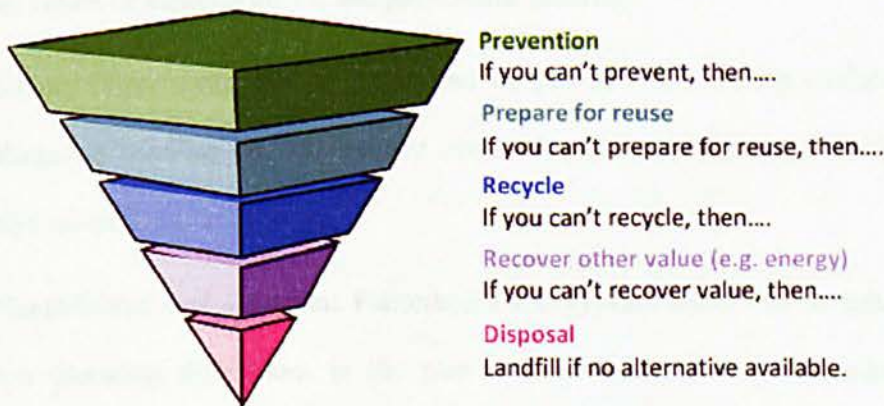 Prevention
If you can't prevent, then....
Prepare for reuse
If you can't prepare for reuse, then....
Recycle
If you can't recycle, then....
Recover other value (e.g. energy)
If you can't recover value, then....
Disposal
Landfill if no alternative available.